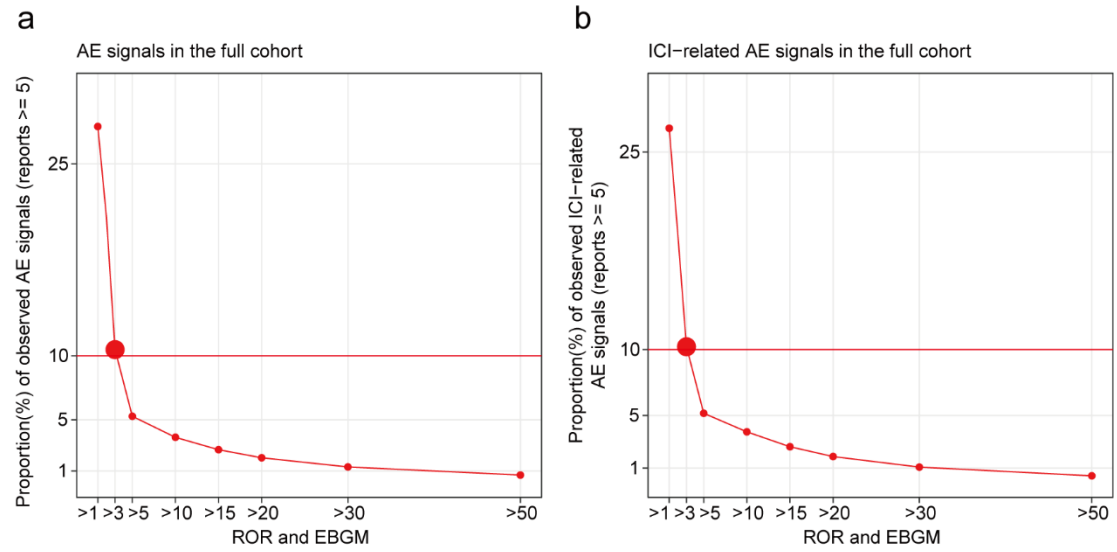 a
AE signals in the full cohort
Proportion(%) of observed AE signals (reports >= 5)
25
10
5
1
>1 >3 >5 >10 >15 >20 >30 >50
ROR and EBGM
b
ICI−related AE signals in the full cohort
Proportion(%) of observed ICI−related
AE signals (reports >= 5)
25
10
5
1
>1 >3 >5 >10 >15 >20 >30 >50
ROR and EBGM